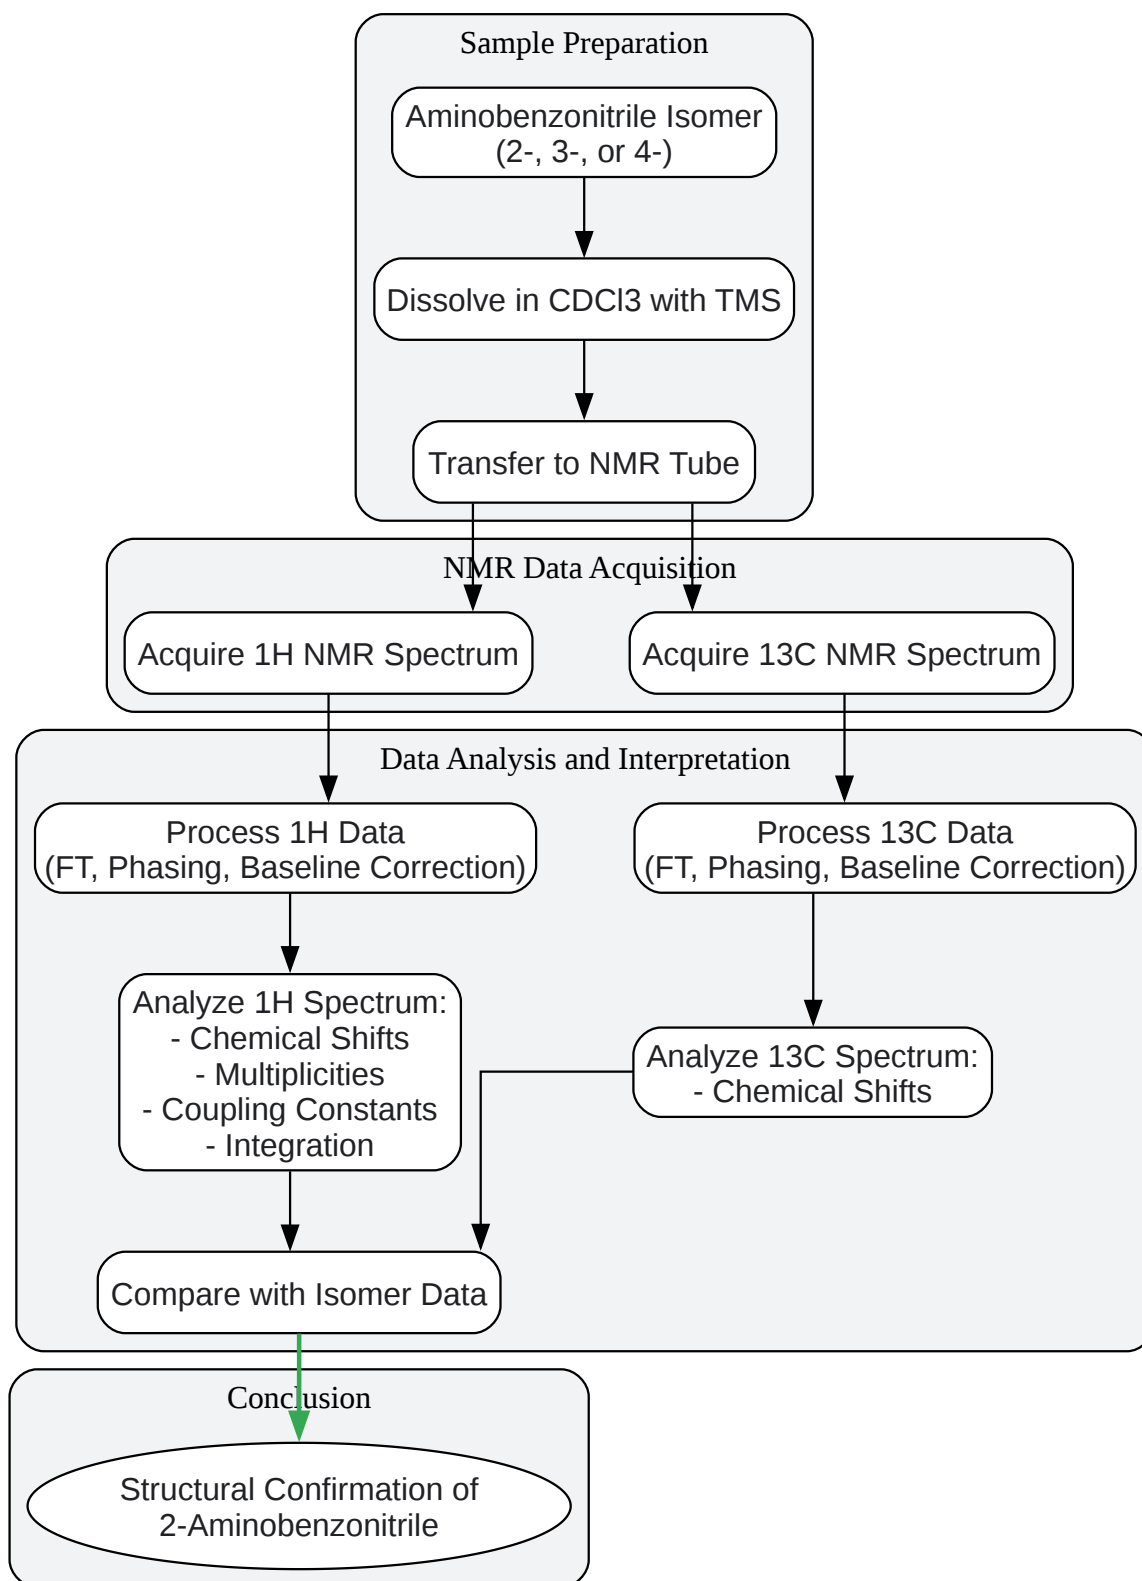 Sample Preparation
Aminobenzonitrile Isomer
(2-, 3-, or 4-)
Dissolve in CDCl3 with TMS
Transfer to NMR Tube
NMR Data Acquisition
Acquire 1H NMR Spectrum
Acquire 13C NMR Spectrum
Data Analysis and Interpretation
Process 1H Data
(FT, Phasing, Baseline Correction)
Process 13C Data
(FT, Phasing, Baseline Correction)
Analyze 1H Spectrum:
- Chemical Shifts
- Multiplicities
- Coupling Constants
- Integration
Analyze 13C Spectrum:
- Chemical Shifts
Compare with Isomer Data
Conclusion
Structural Confirmation of
2-Aminobenzonitrile